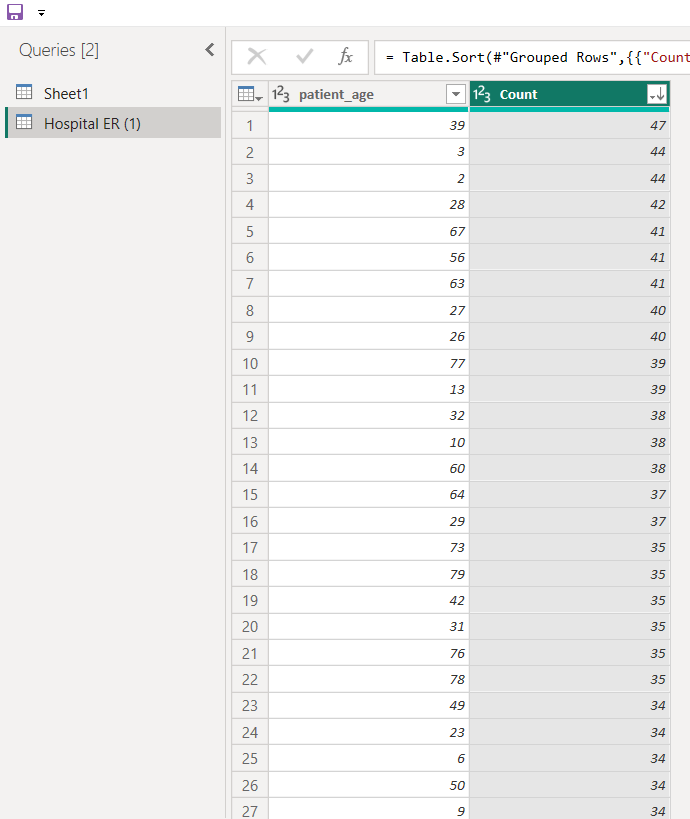 Queries [2]
Sheet1
Hospital ER (1)
fx = Table.Sort(#"Grouped Rows",{{"Count
123 patient_age 123 Count
1 39 47
2 3 44
3 2 44
4 28 42
5 67 41
6 56 41
7 63 41
8 27 40
9 26 40
10 77 39
11 13 39
12 32 38
13 10 38
14 60 38
15 64 37
16 29 37
17 73 35
18 79 35
19 42 35
20 31 35
21 76 35
22 78 35
23 49 34
24 23 34
25 6 34
26 50 34
27 9 34